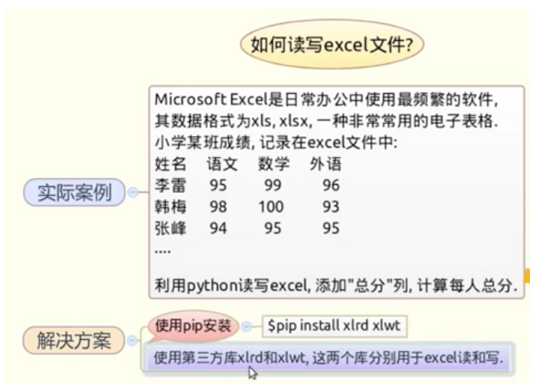 如何读写excel文件?
Microsoft Excel是日常办公中使用最频繁的软件,
其数据格式为xls, xlsx, 一种非常常用的电子表格.
小学某班成绩, 记录在excel文件中:
姓名 语文 数学 外语
李雷 95 99 96
韩梅 98 100 93
张峰 94 95 95
....
利用python读写excel, 添加"总分"列, 计算每人总分.
实际案例
使用pip安装
$pip install xlrd xlwt
解决方案
使用第三方库xlrd和xlwt, 这两个库分别用于excel读和写.